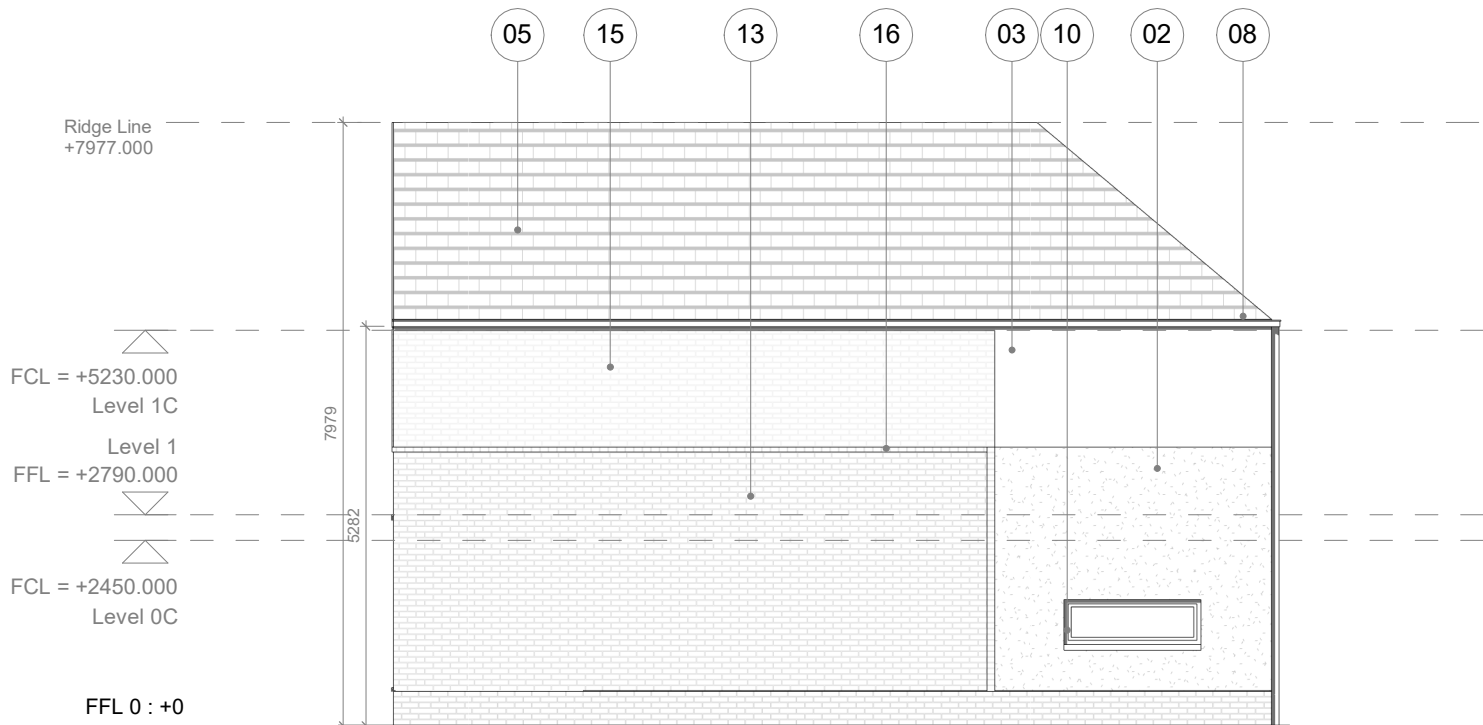 05
15
13
16
03
10
02
08
Ridge Line
+7977.000
FCL = +5230.000
Level 1C
7979
Level 1
FFL = +2790.000
5282
FCL = +2450.000
Level 0C
FFL 0 : +0